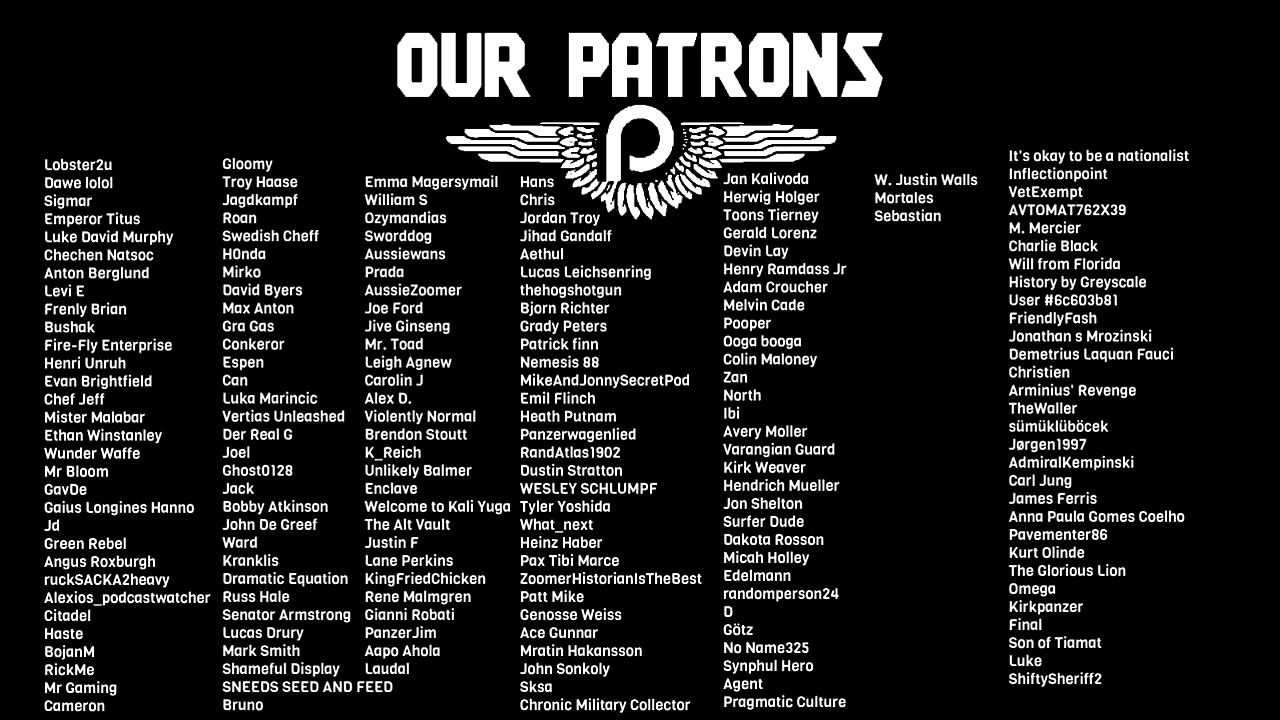 OUR PATRONS
P
Lobster2u
Dawe lolol
Sigmar
Emperor Titus
Luke David Murphy
Chechen Natsoc
Anton Berglund
Levi E
Frenly Brian
Bushak
Fire-Fly Enterprise
Henri Unruh
Evan Brightfield
Chef Jeff
Mister Malabar
Ethan Winstanley
Wunder Waffe
Mr Bloom
GavDe
Gaius Longines Hanno
Jd
Green Rebel
Angus Roxburgh
ruckSACKA2heavy
Alexios_podcastwatcher
Citadel
Haste
BojanM
RickMe
Mr Gaming
Cameron
Gloomy
Troy Haase
Jagdkampf
Roan
Swedish Cheff
H0nda
Mirko
David Byers
Max Anton
Gra Gas
Conkeror
Espen
Can
Luka Marincic
Vertias Unleashed
Der Real G
Joel
Ghost0128
Jack
Bobby Atkinson
John De Greef
Ward
Kranklis
Dramatic Equation
Russ Hale
Senator Armstrong
Lucas Drury
Mark Smith
Shameful Display
SNEEDS SEED AND FEED
Bruno
Emma Magersymail
William S
Ozymandias
Sworddog
Aussiewans
Prada
AussieZoomer
Joe Ford
Jive Ginseng
Mr. Toad
Leigh Agnew
Carolin J
Alex D.
Violently Normal
Brendon Stoutt
K_Reich
Unlikely Balmer
Enclave
Welcome to Kali Yuga
The Alt Vault
Justin F
Lane Perkins
KingFriedChicken
Rene Malmgren
Gianni Robati
PanzerJim
Aapo Ahola
Laudal
Hans
Chris
Jordan Troy
Jihad Gandalf
Aethul
Lucas Leichsenring
thehogshotgun
Bjorn Richter
Grady Peters
Patrick finn
Nemesis 88
MikeAndJonnySecretPod
Emil Flinch
Heath Putnam
Panzerwagenlied
RandAtlas1902
Dustin Stratton
WESLEY SCHLUMPF
Tyler Yoshida
What_next
Heinz Haber
Pax Tibi Marce
ZoomerHistorianIsTheBest
Patt Mike
Genosse Weiss
Ace Gunnar
Mratin Hakansson
John Sonkoly
Sksa
Chronic Military Collector
Jan Kalivoda
Herwig Holger
Toons Tierney
Gerald Lorenz
Devin Lay
Henry Ramdass Jr
Adam Croucher
Melvin Cade
Pooper
Ooga booga
Colin Maloney
Zan
North
Ibi
Avery Moller
Varangian Guard
Kirk Weaver
Hendrich Mueller
Jon Shelton
Surfer Dude
Dakota Rosson
Micah Holley
Edelmann
randomperson24
D
Götz
No Name325
Synphul Hero
Agent
Pragmatic Culture
W. Justin Walls
Mortales
Sebastian
It's okay to be a nationalist
Inflectionpoint
VetExempt
AVTOMAT762X39
M. Mercier
Charlie Black
Will from Florida
History by Greyscale
User #6c603b81
FriendlyFash
Jonathan s Mrozinski
Demetrius Laquan Fauci
Christien
Arminius' Revenge
TheWaller
sümüklüböcek
Jørgen1997
AdmiralKempinski
Carl Jung
James Ferris
Anna Paula Gomes Coelho
Pavementer86
Kurt Olinde
The Glorious Lion
Omega
Kirkpanzer
Final
Son of Tiamat
Luke
ShiftySheriff2